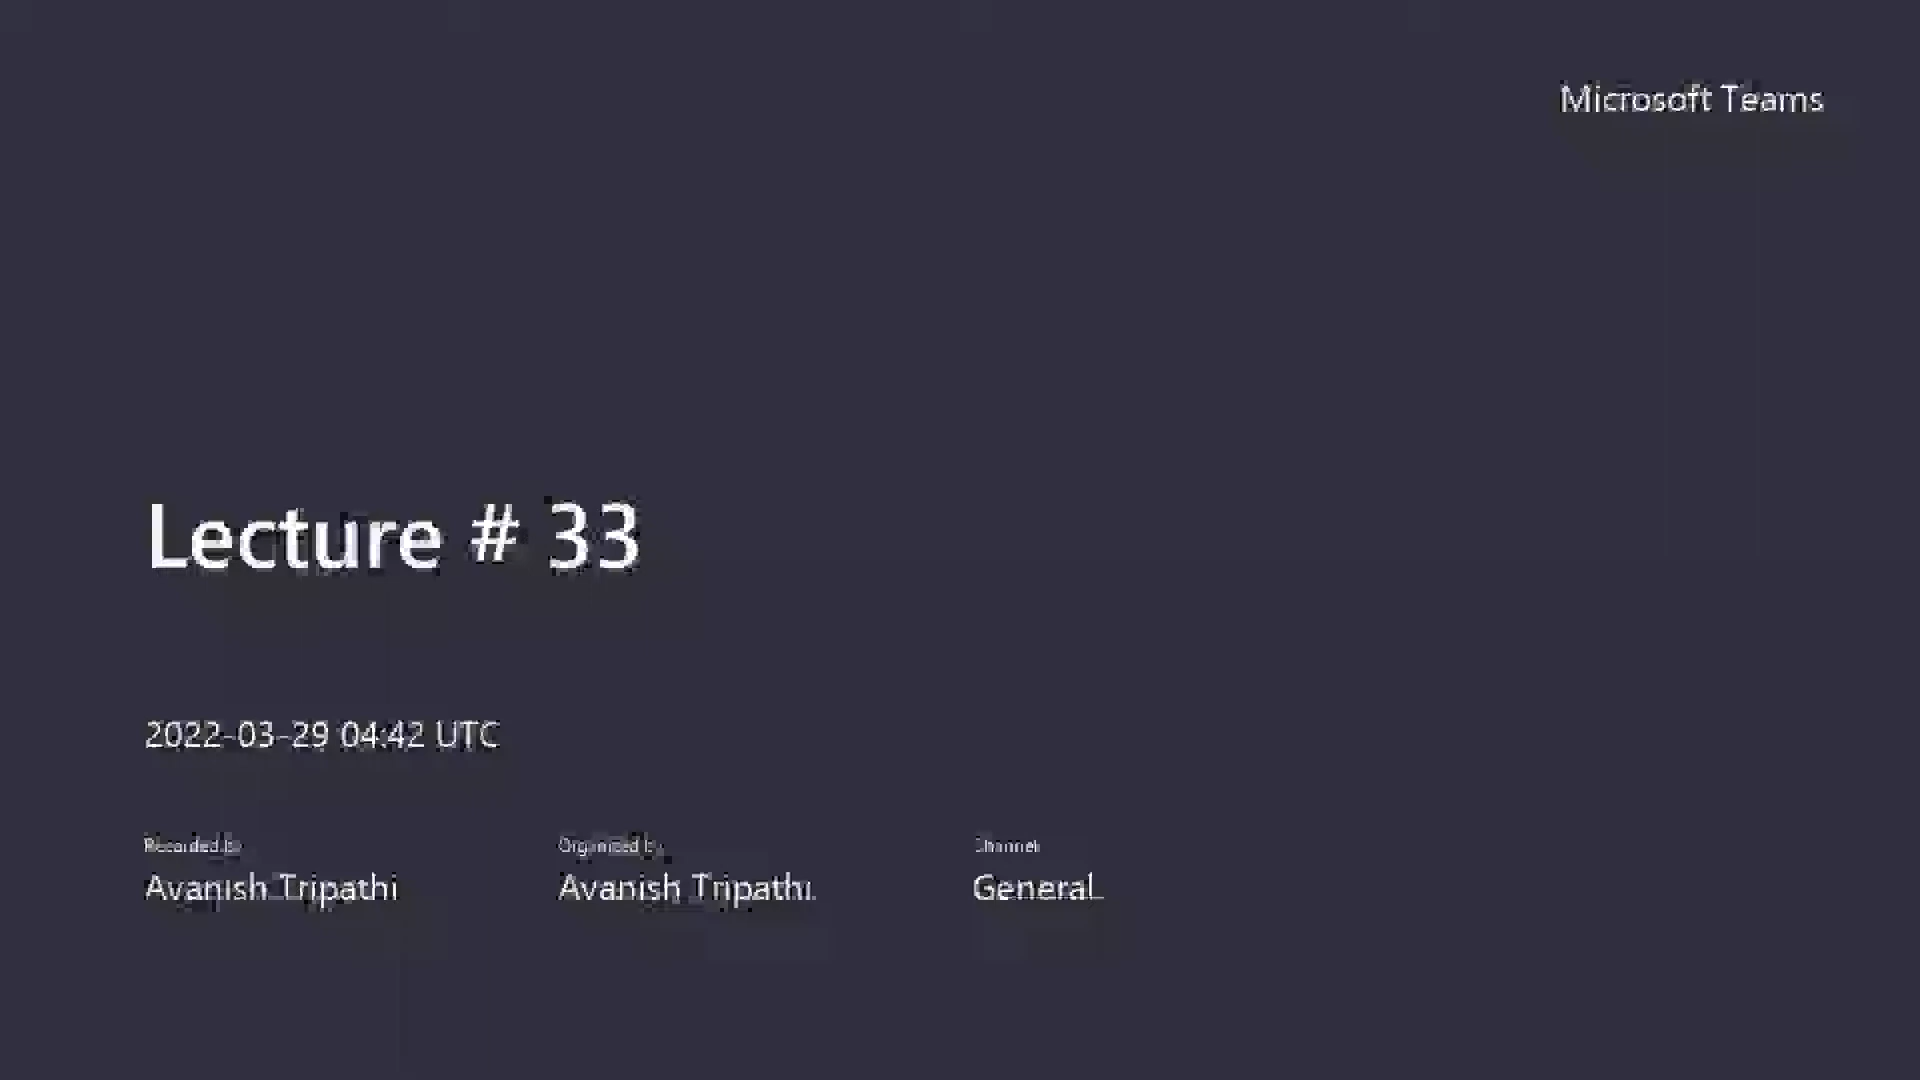 Microsoft Teams
Lecture # 33
2022-03-29 04:42 UTC
Recorded by
Organized by
Channel
Avanish Tripathi
Avanish Tripathi
General